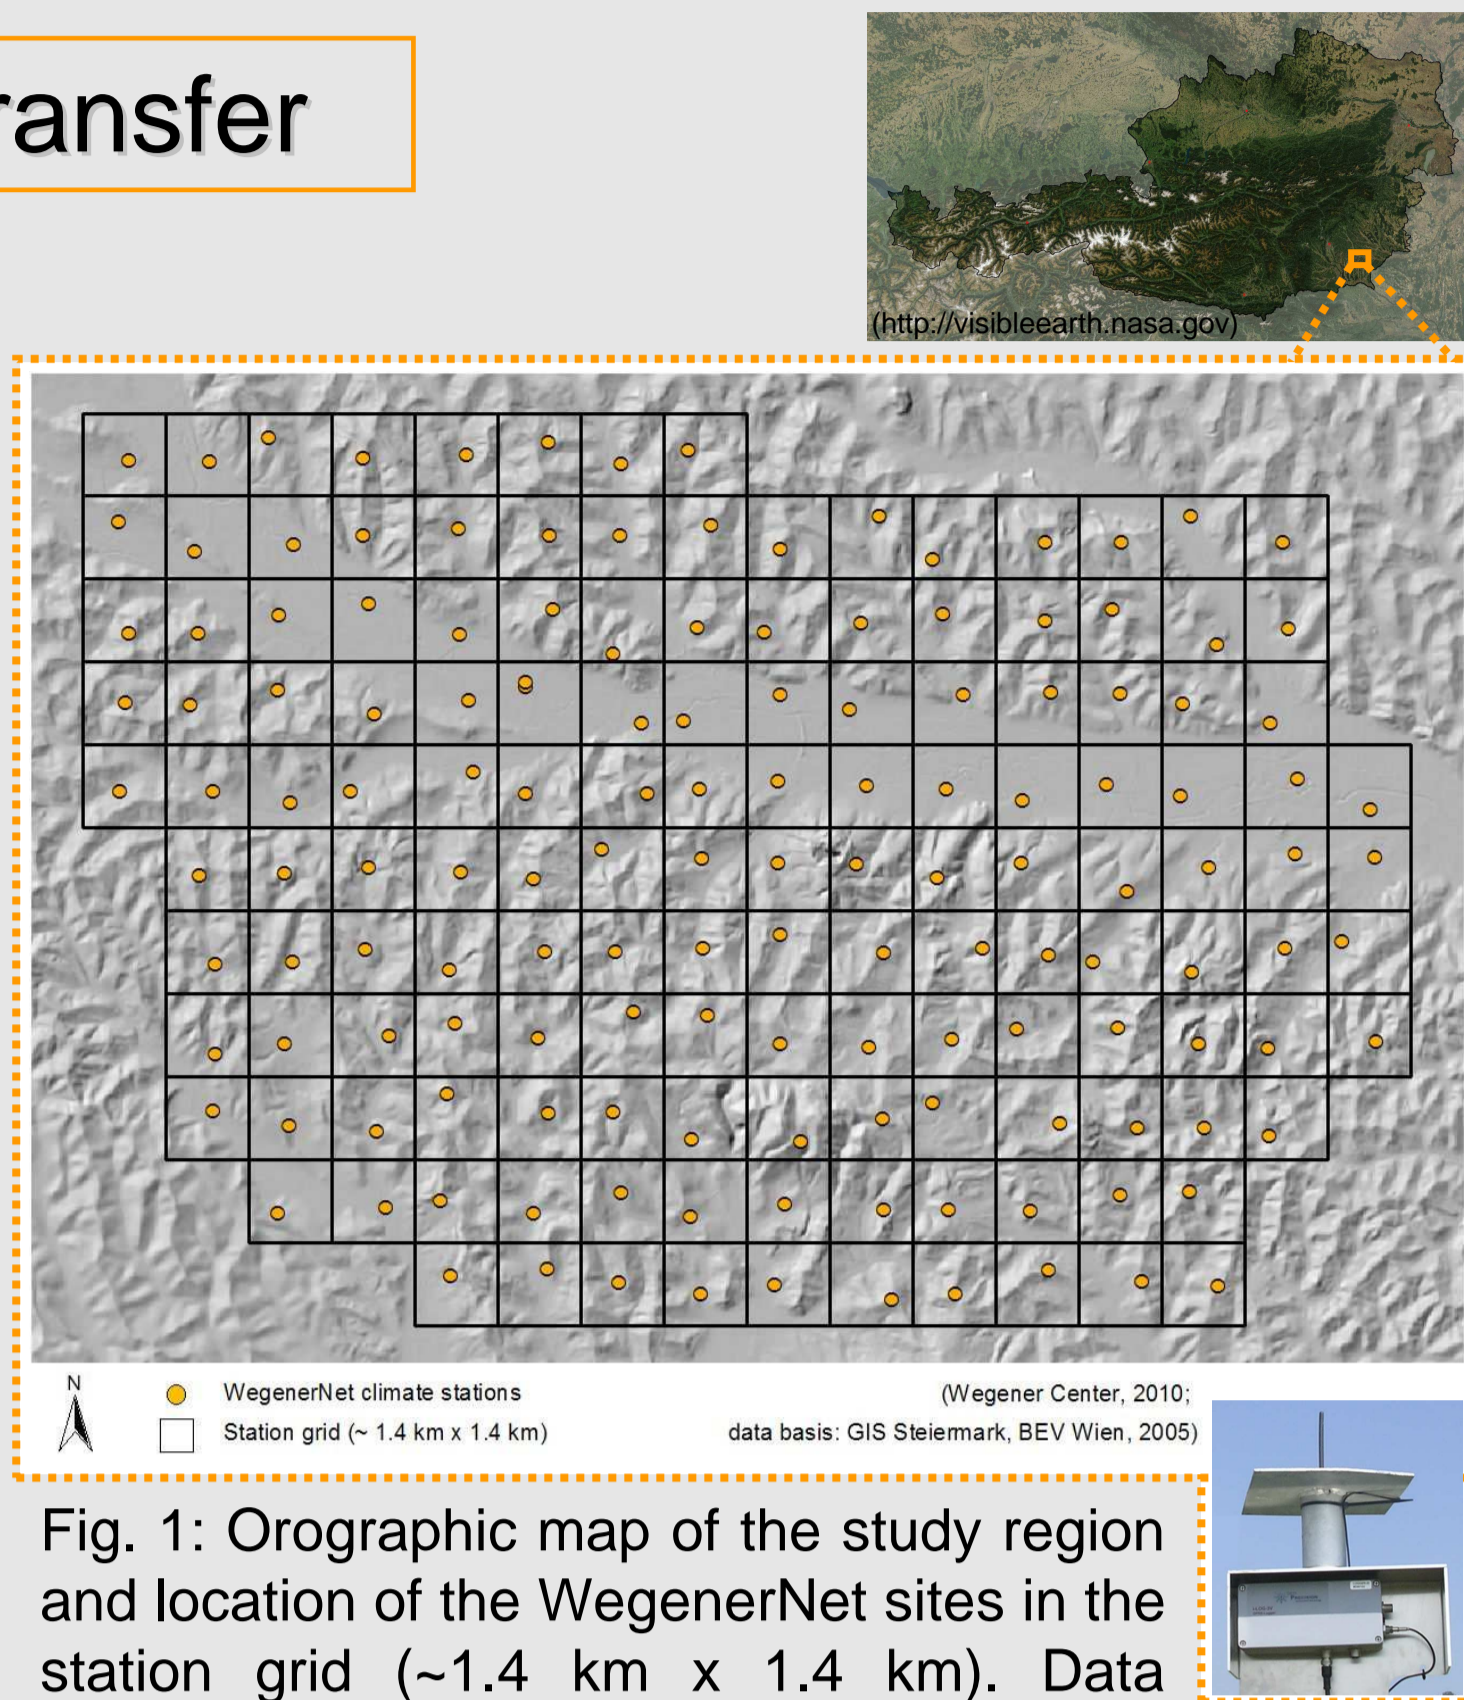 ransfer
(http://visibleearth.nasa.gov)
N
WegenerNet climate stations
Station grid (~ 1.4 km x 1.4 km)
(Wegener Center, 2010;
data basis: GIS Steiermark, BEV Wien, 2005)
Fig. 1: Orographic map of the study region
and location of the WegenerNet sites in the
station grid (~1.4 km x 1.4 km). Data